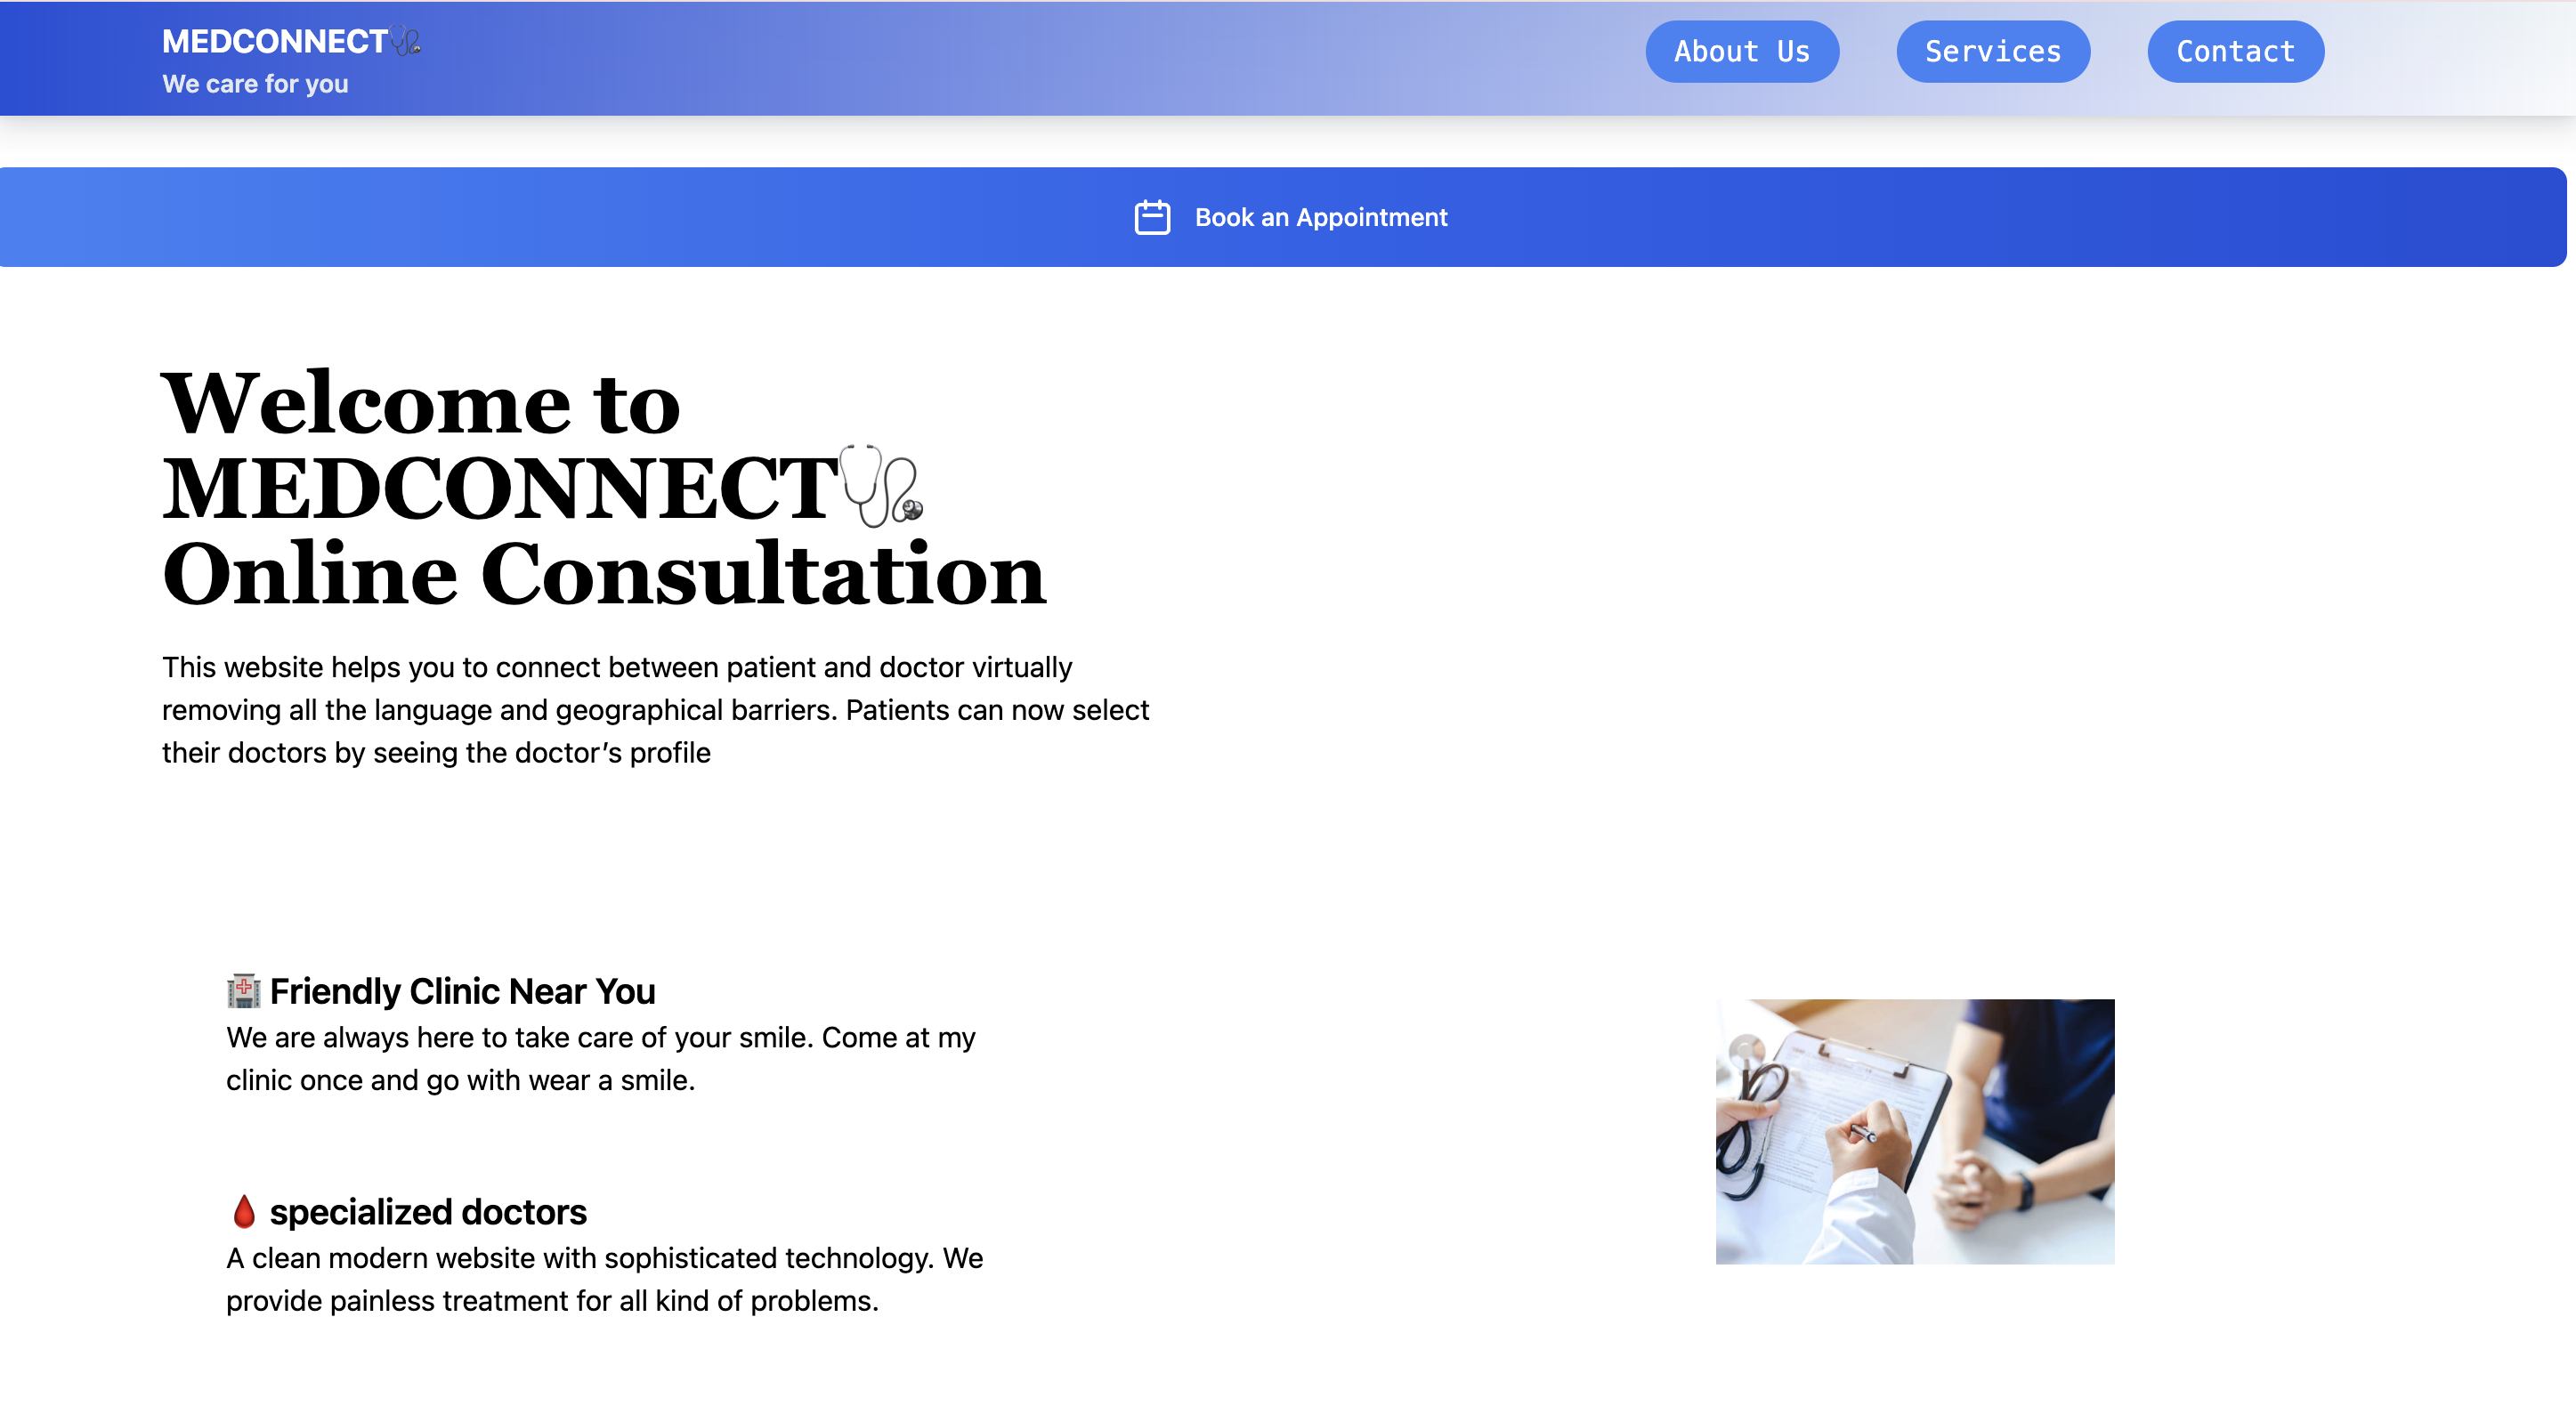 MEDCONNECT🩺
We care for you
About Us
Services
Contact
Book an Appointment
Welcome to
MEDCONNECT🩺
Online Consultation
This website helps you to connect between patient and doctor virtually
removing all the language and geographical barriers. Patients can now select
their doctors by seeing the doctor’s profile
🏥 Friendly Clinic Near You
We are always here to take care of your smile. Come at my
clinic once and go with wear a smile.
🩸 specialized doctors
A clean modern website with sophisticated technology. We
provide painless treatment for all kind of problems.